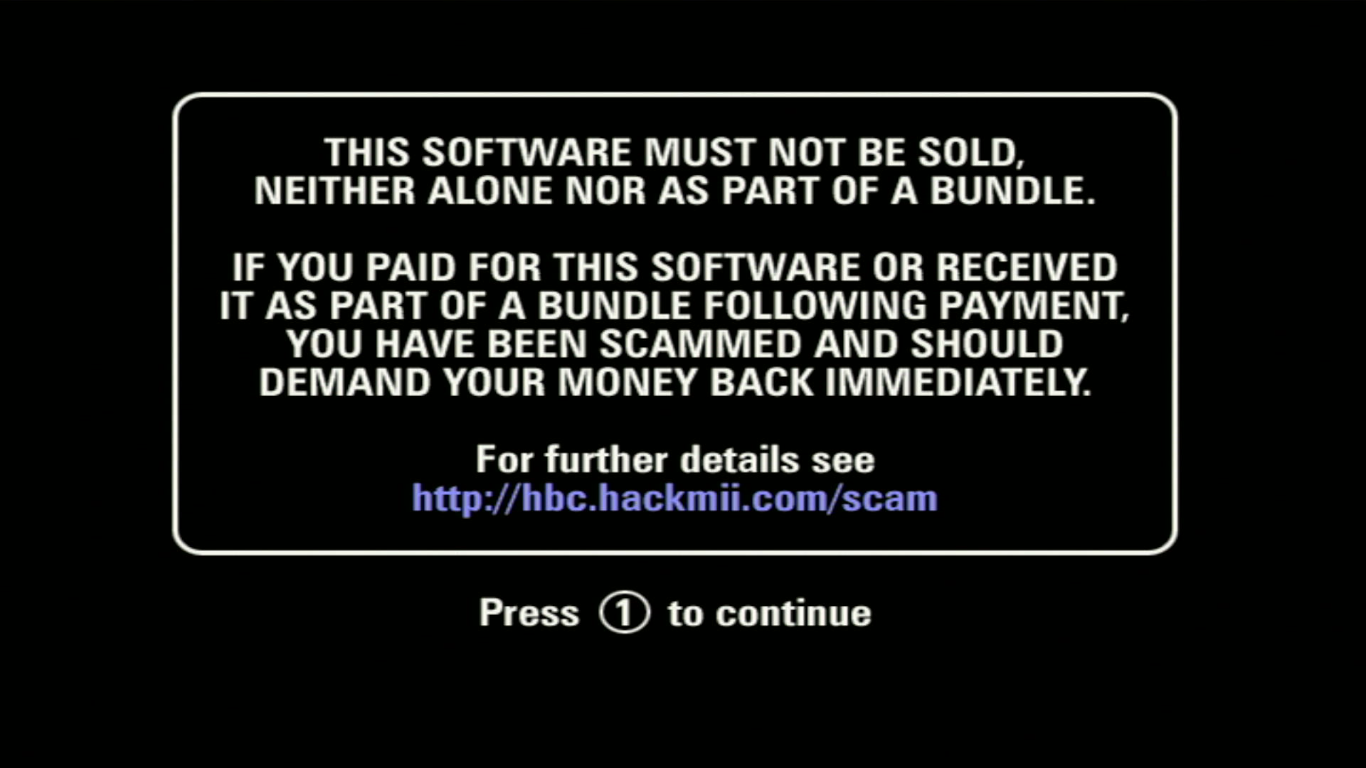 THIS SOFTWARE MUST NOT BE SOLD,
NEITHER ALONE NOR AS PART OF A BUNDLE.
IF YOU PAID FOR THIS SOFTWARE OR RECEIVED
IT AS PART OF A BUNDLE FOLLOWING PAYMENT,
YOU HAVE BEEN SCAMMED AND SHOULD
DEMAND YOUR MONEY BACK IMMEDIATELY.
For further details see
http://hbc.hackmii.com/scam
Press 1 to continue